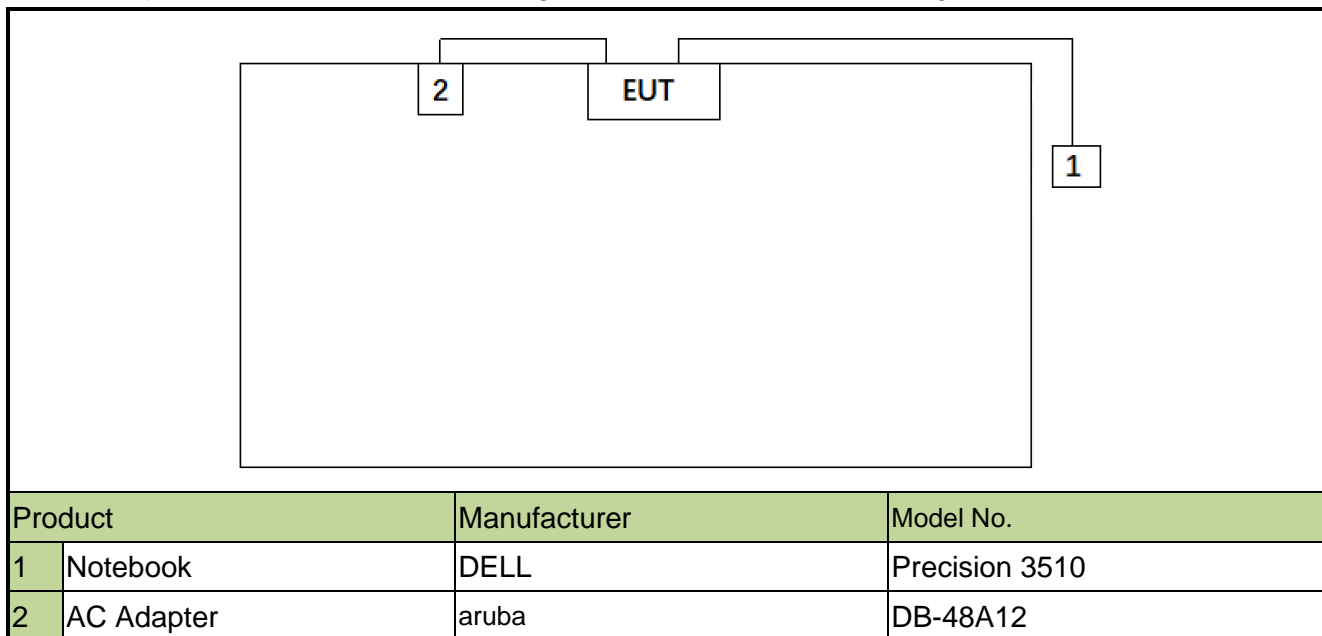 2 EUT
1
Product Manufacturer Model No.
1 Notebook DELL Precision 3510
2 AC Adapter aruba DB-48A12